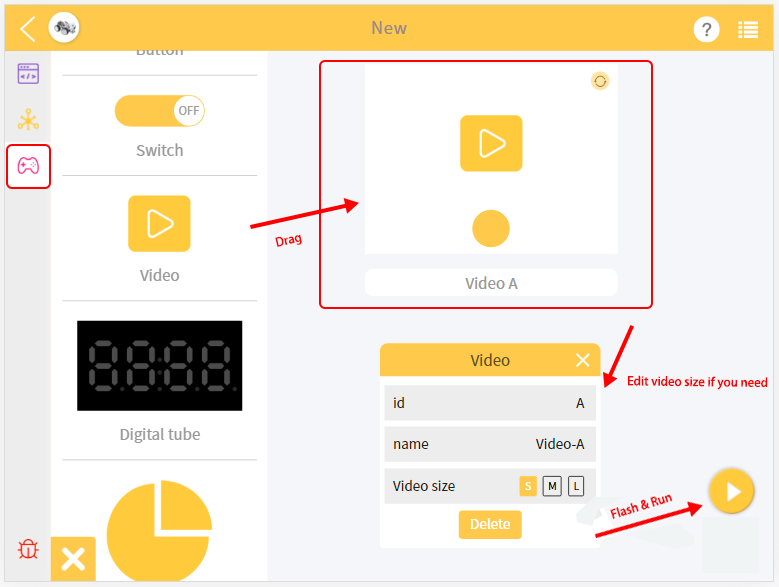 New
?
Button
OFF
Switch
Video
Drag
Video A
Digital tube
Video
id A
name Video-A
Video size S M L
Delete
Edit video size if you need
Flash & Run